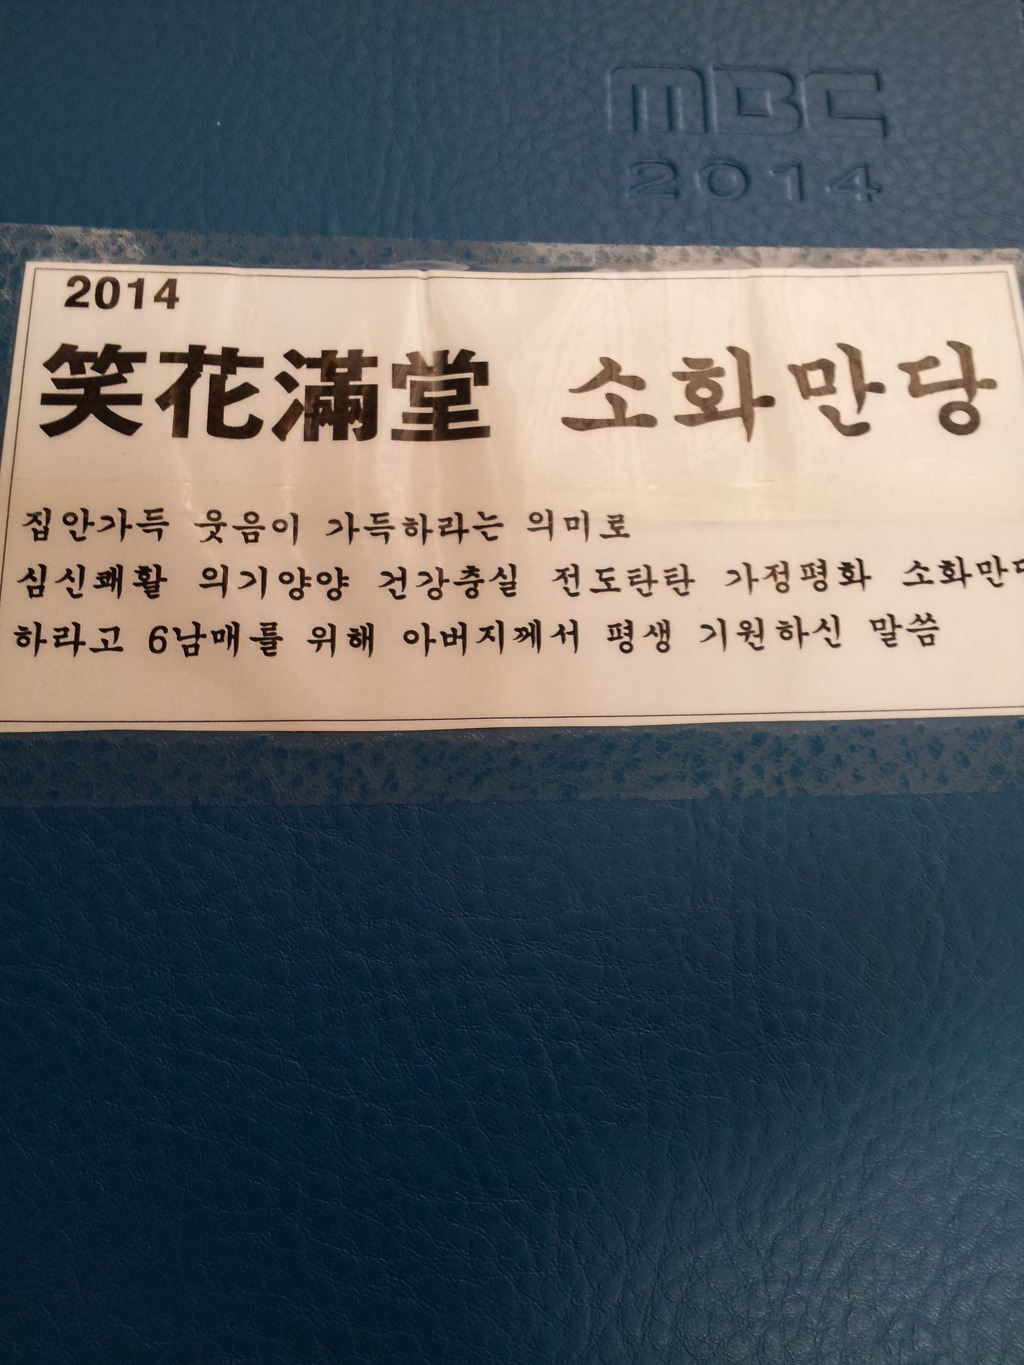 MBC
2014
2014
笑花滿堂 소화만당
집안가득 웃음이 가득하라는 의미로
심신쾌활 의기양양 건강충실 전도탄탄 가정평화
하라고 6남매를 위해 아버지께서 평생 기원하신 말씀